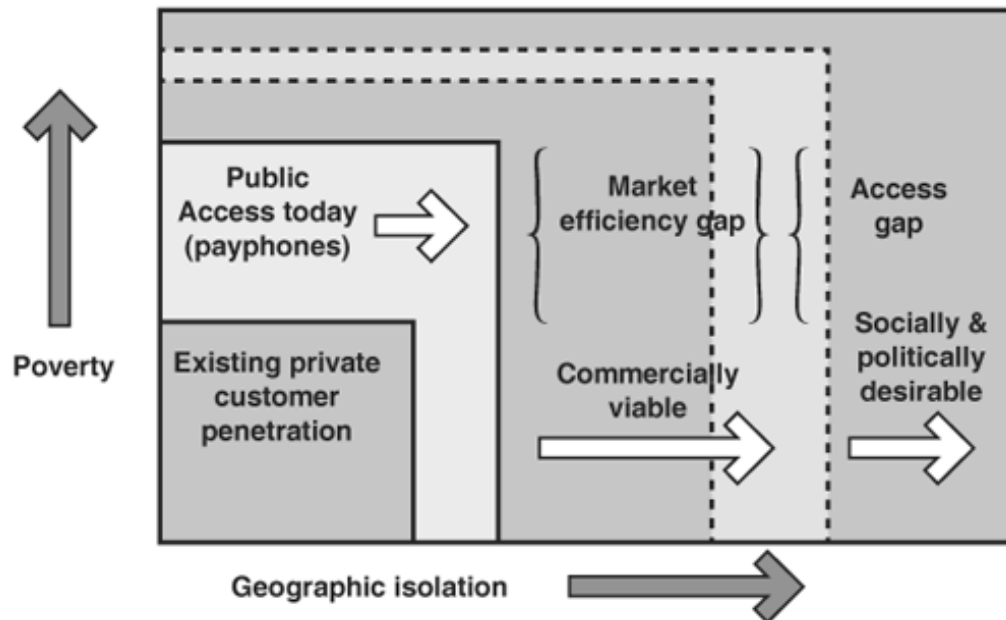 Public
Access today
(payphones)
Market
efficiency gap
Access
gap
Poverty
Existing private
customer
penetration
Commercially
viable
Socially &
politically
desirable
Geographic isolation